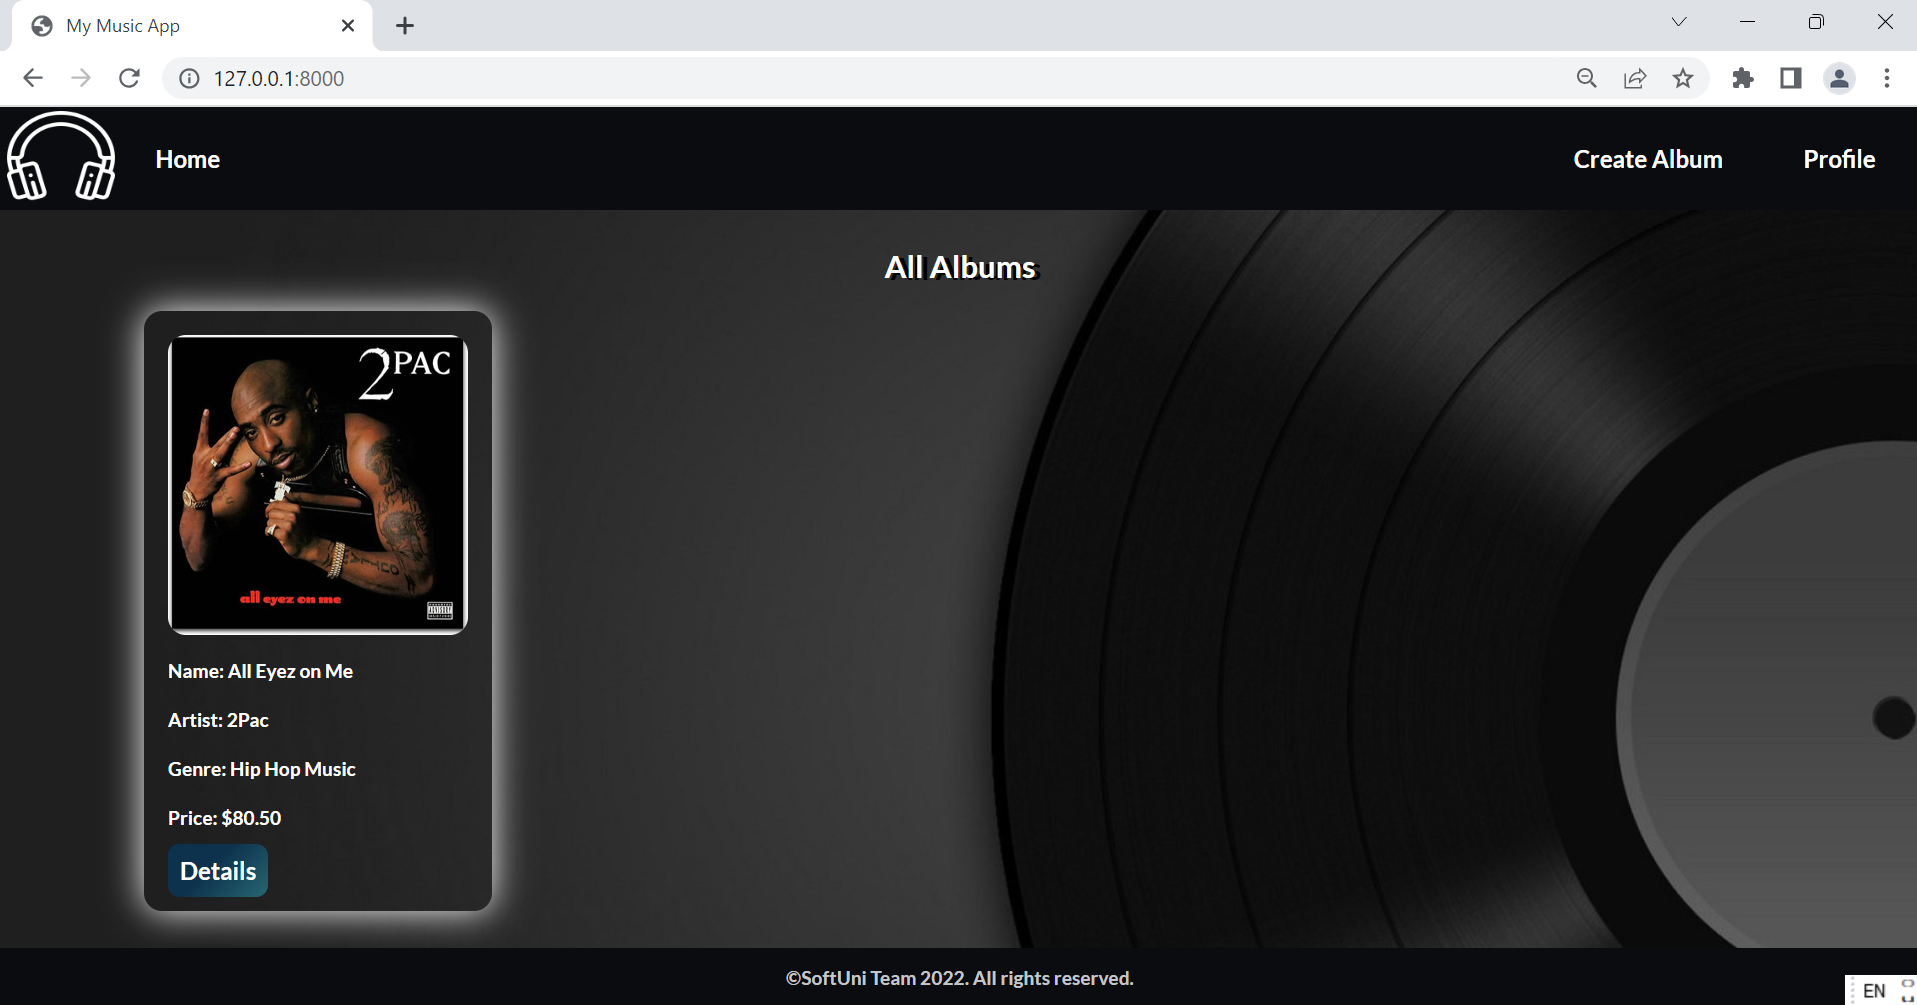 My Music App
127.0.0.1:8000
Home
Create Album
Profile
All Albums
2PAC
all eyez on me
Name: All Eyez on Me
Artist: 2Pac
Genre: Hip Hop Music
Price: $80.50
Details
©SoftUni Team 2022. All rights reserved.
EN